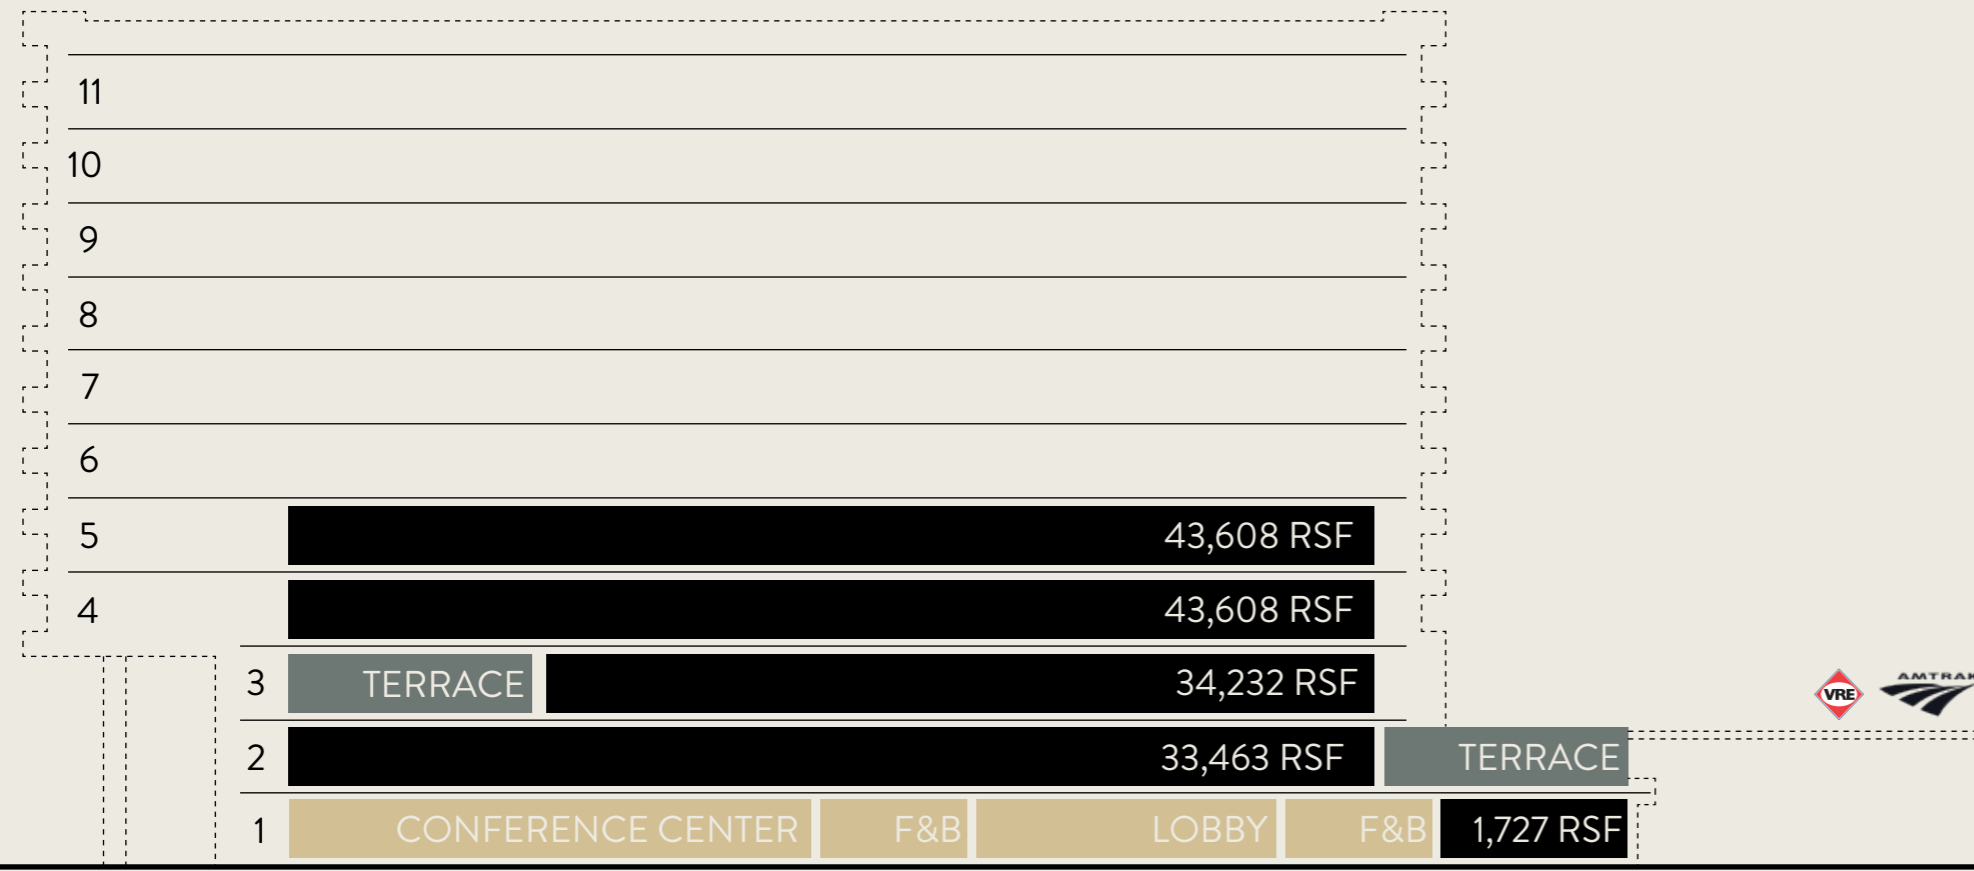 11
10
9
8
7
6
5 43,608 RSF
4 43,608 RSF
3 TERRACE 34,232 RSF
VRE AMTRAK
2 33,463 RSF TERRACE
1 CONFERENCE CENTER F&B LOBBY F&B 1,727 RSF